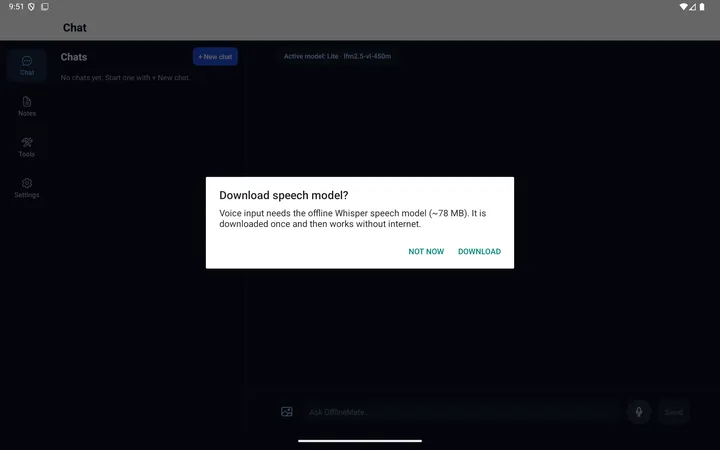 9:51
Chat
Chat
Notes
Tools
Settings
Chats
+ New chat
No chats yet. Start one with + New chat.
Active model: Lite · lfm2.5-vl-450m
Download speech model?
Voice input needs the offline Whisper speech model (~78 MB). It is
downloaded once and then works without internet.
NOT NOW
DOWNLOAD
Ask OfflineMate...
Send